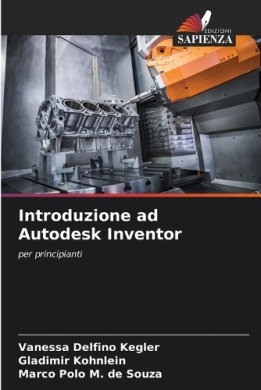 EDIZIONI
SAPIENZA
Introduzione ad
Autodesk Inventor
per principianti
Vanessa Delfino Kegler
Gladimir Kohnlein
Marco Polo M. de Souza